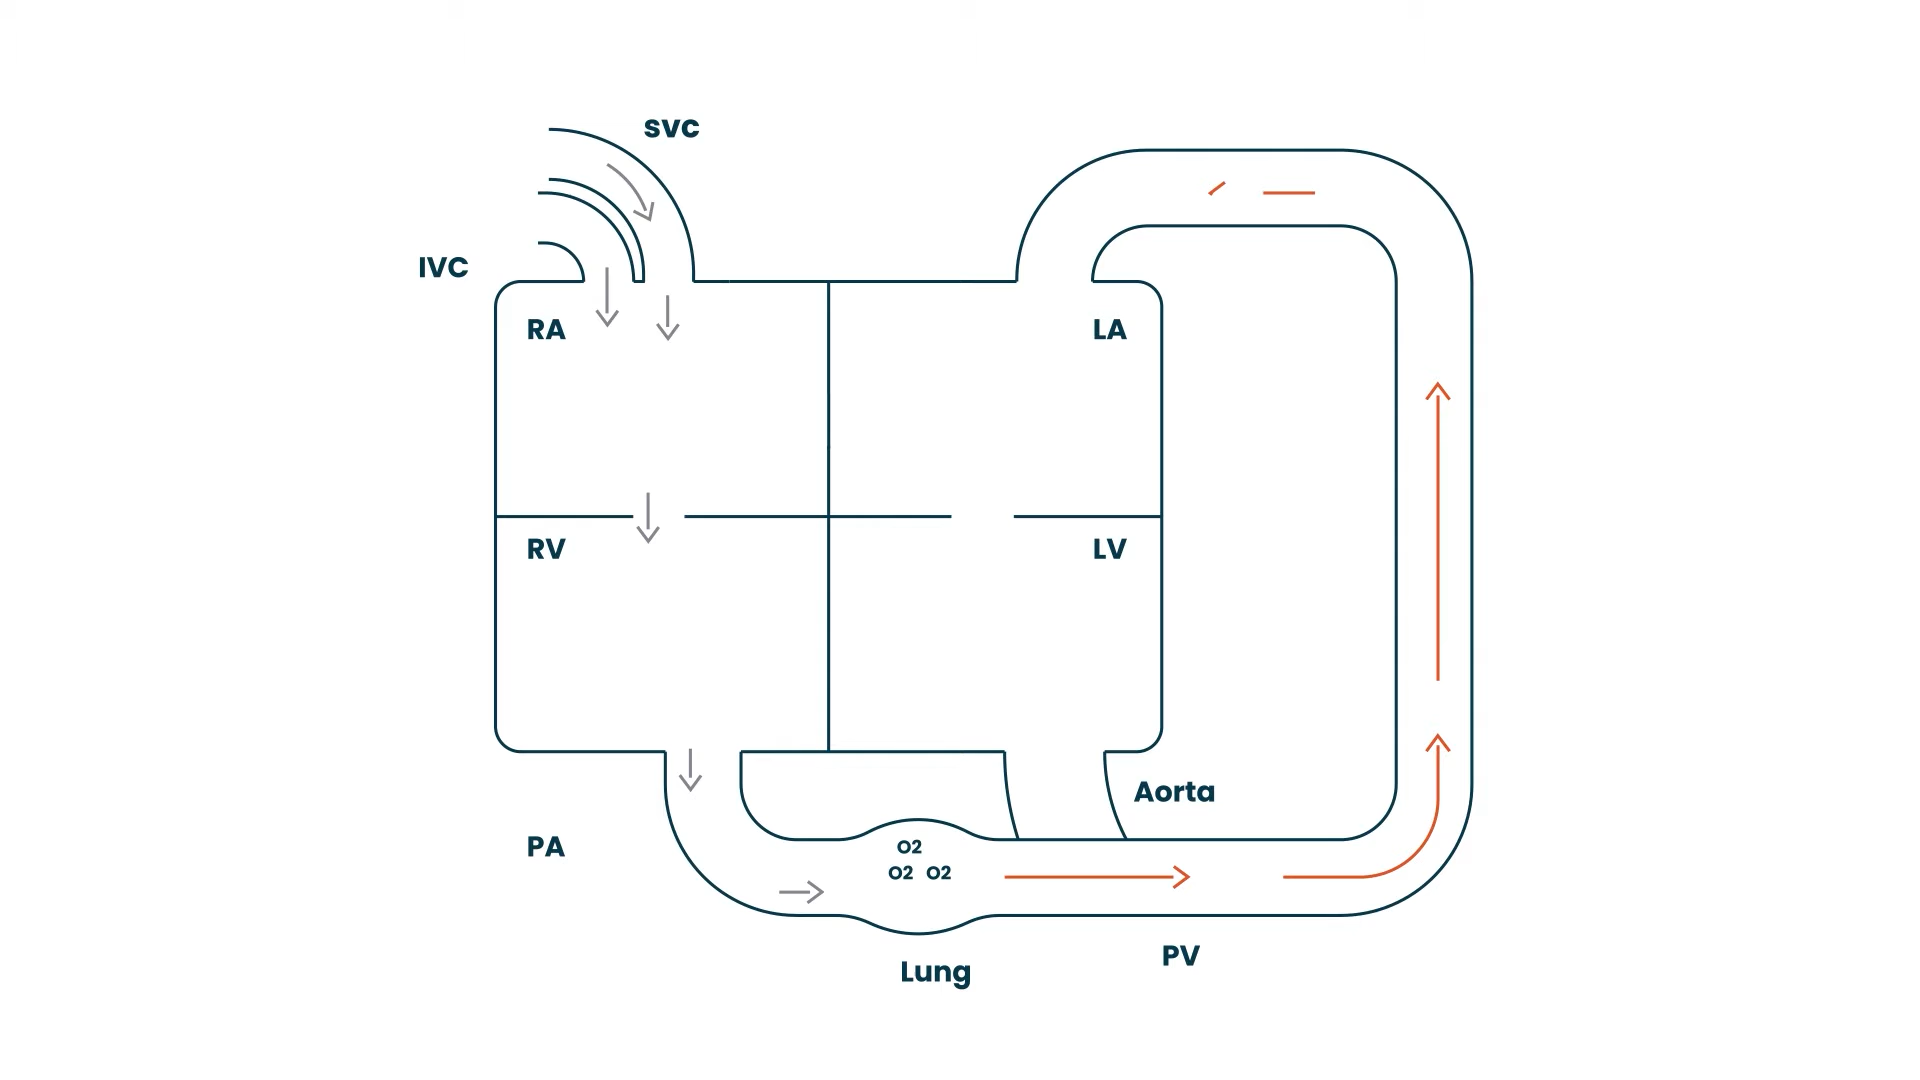 svc
IVC
RA
LA
RV
LV
Aorta
PA
O2
O2 O2
PV
Lung